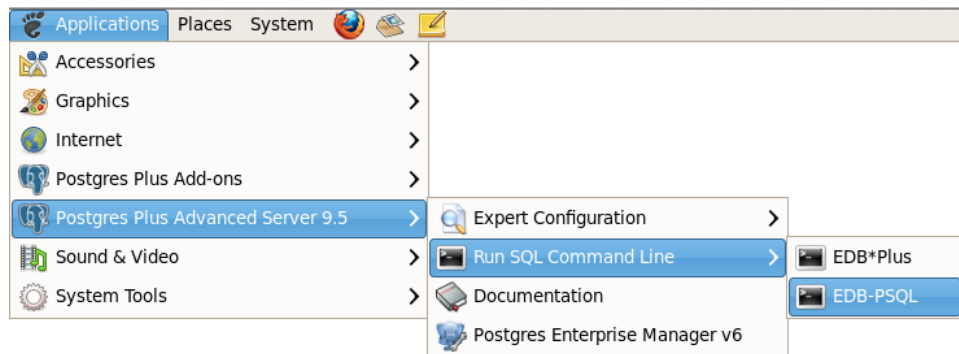 Applications Places System
Accessories
Graphics
Internet
Postgres Plus Add-ons
Postgres Plus Advanced Server 9.5
Sound & Video
System Tools
Expert Configuration
Run SQL Command Line
Documentation
Postgres Enterprise Manager v6
EDB*Plus
EDB-PSQL